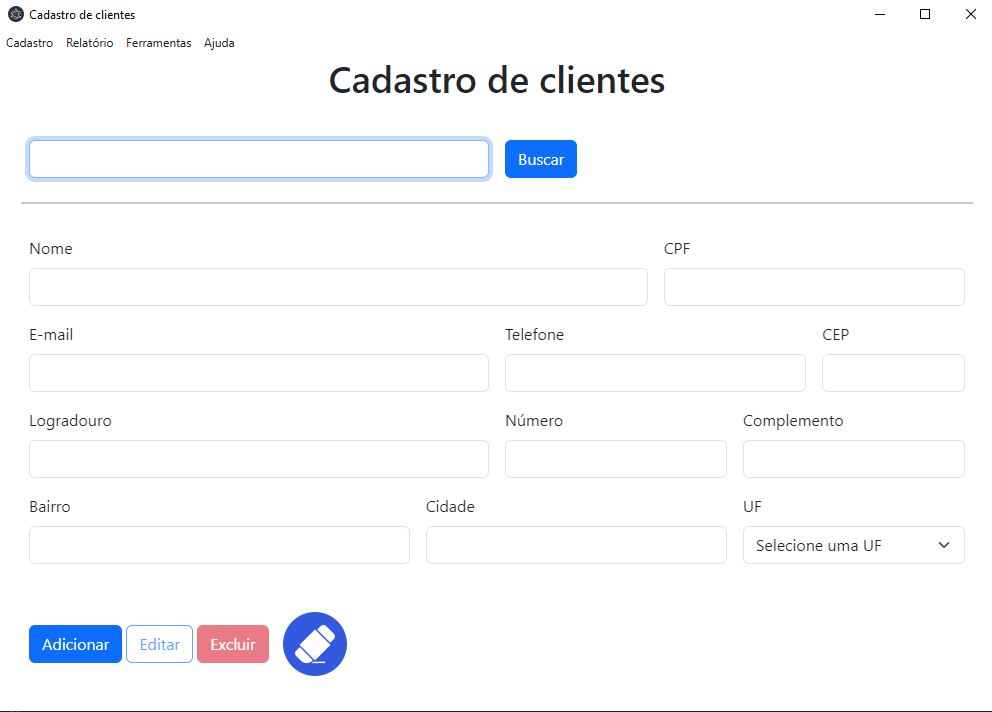 Cadastro de clientes
Cadastro Relatório Ferramentas Ajuda
Cadastro de clientes
Buscar
Nome CPF
E-mail Telefone CEP
Logradouro Número Complemento
Bairro Cidade UF
Selecione uma UF
Adicionar Editar Excluir